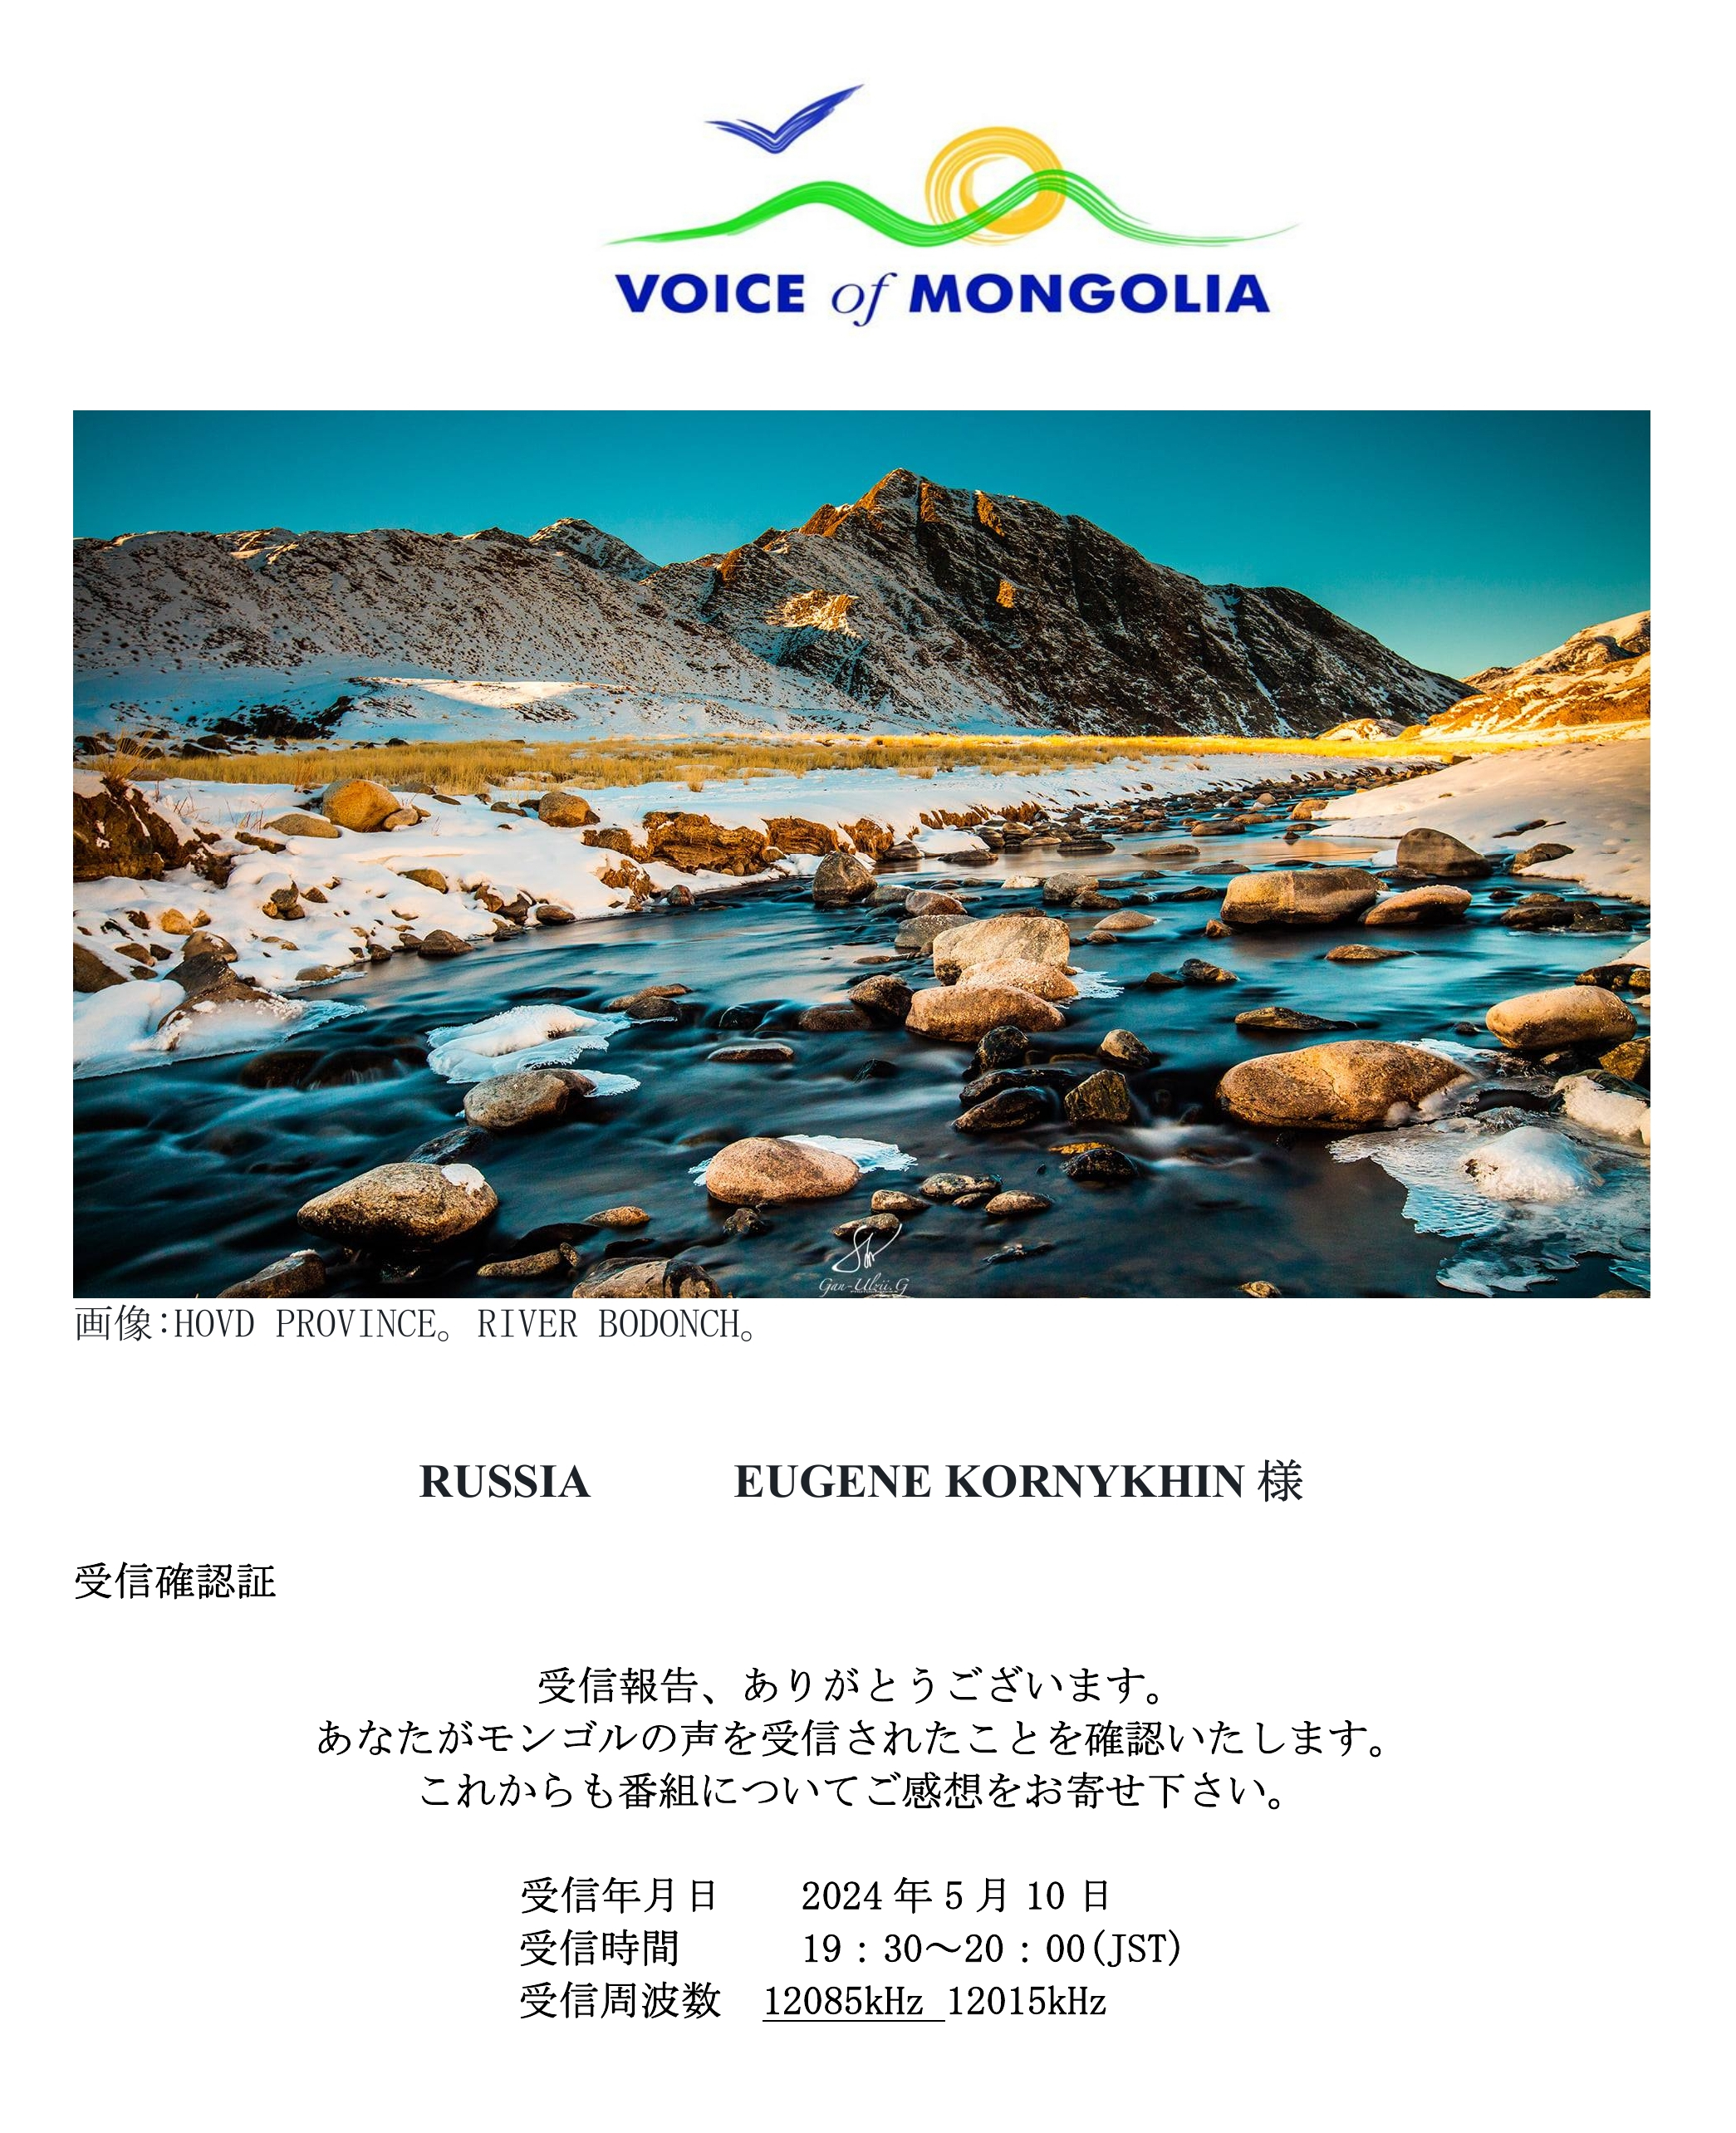 VOICE of MONGOLIA
Gan-Ulzii.G
画像:HOVD PROVINCE。RIVER BODONCH。
RUSSIA EUGENE KORNYKHIN 様
受信確認証
受信報告、ありがとうございます。
あなたがモンゴルの声を受信されたことを確認いたします。
これからも番組についてご感想をお寄せ下さい。
受信年月日 2024 年 5 月 10 日
受信時間 19：30～20：00(JST)
受信周波数 12085kHz 12015kHz